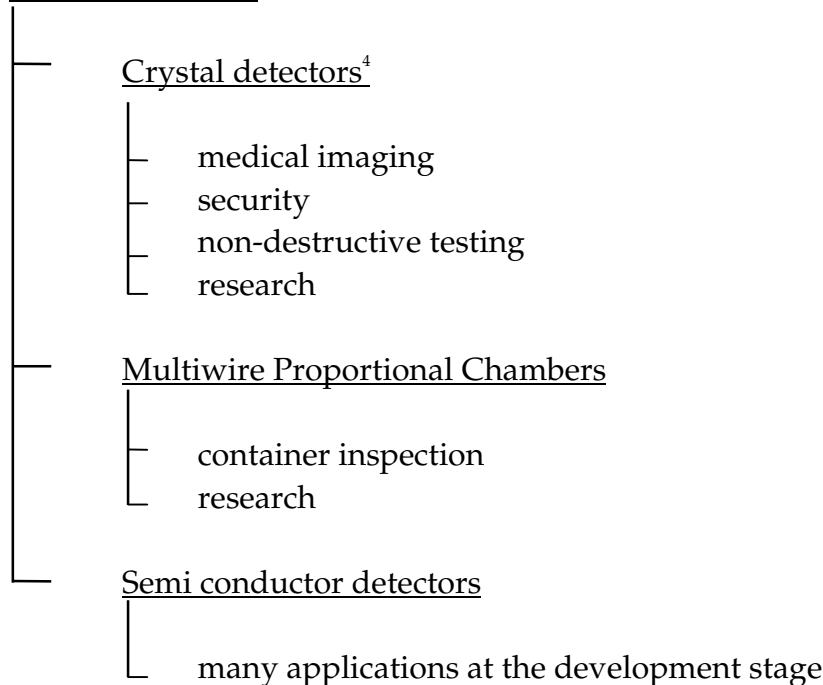 Crystal detectors⁴
medical imaging
security
non-destructive testing
research
Multiwire Proportional Chambers
container inspection
research
Semi conductor detectors
many applications at the development stage